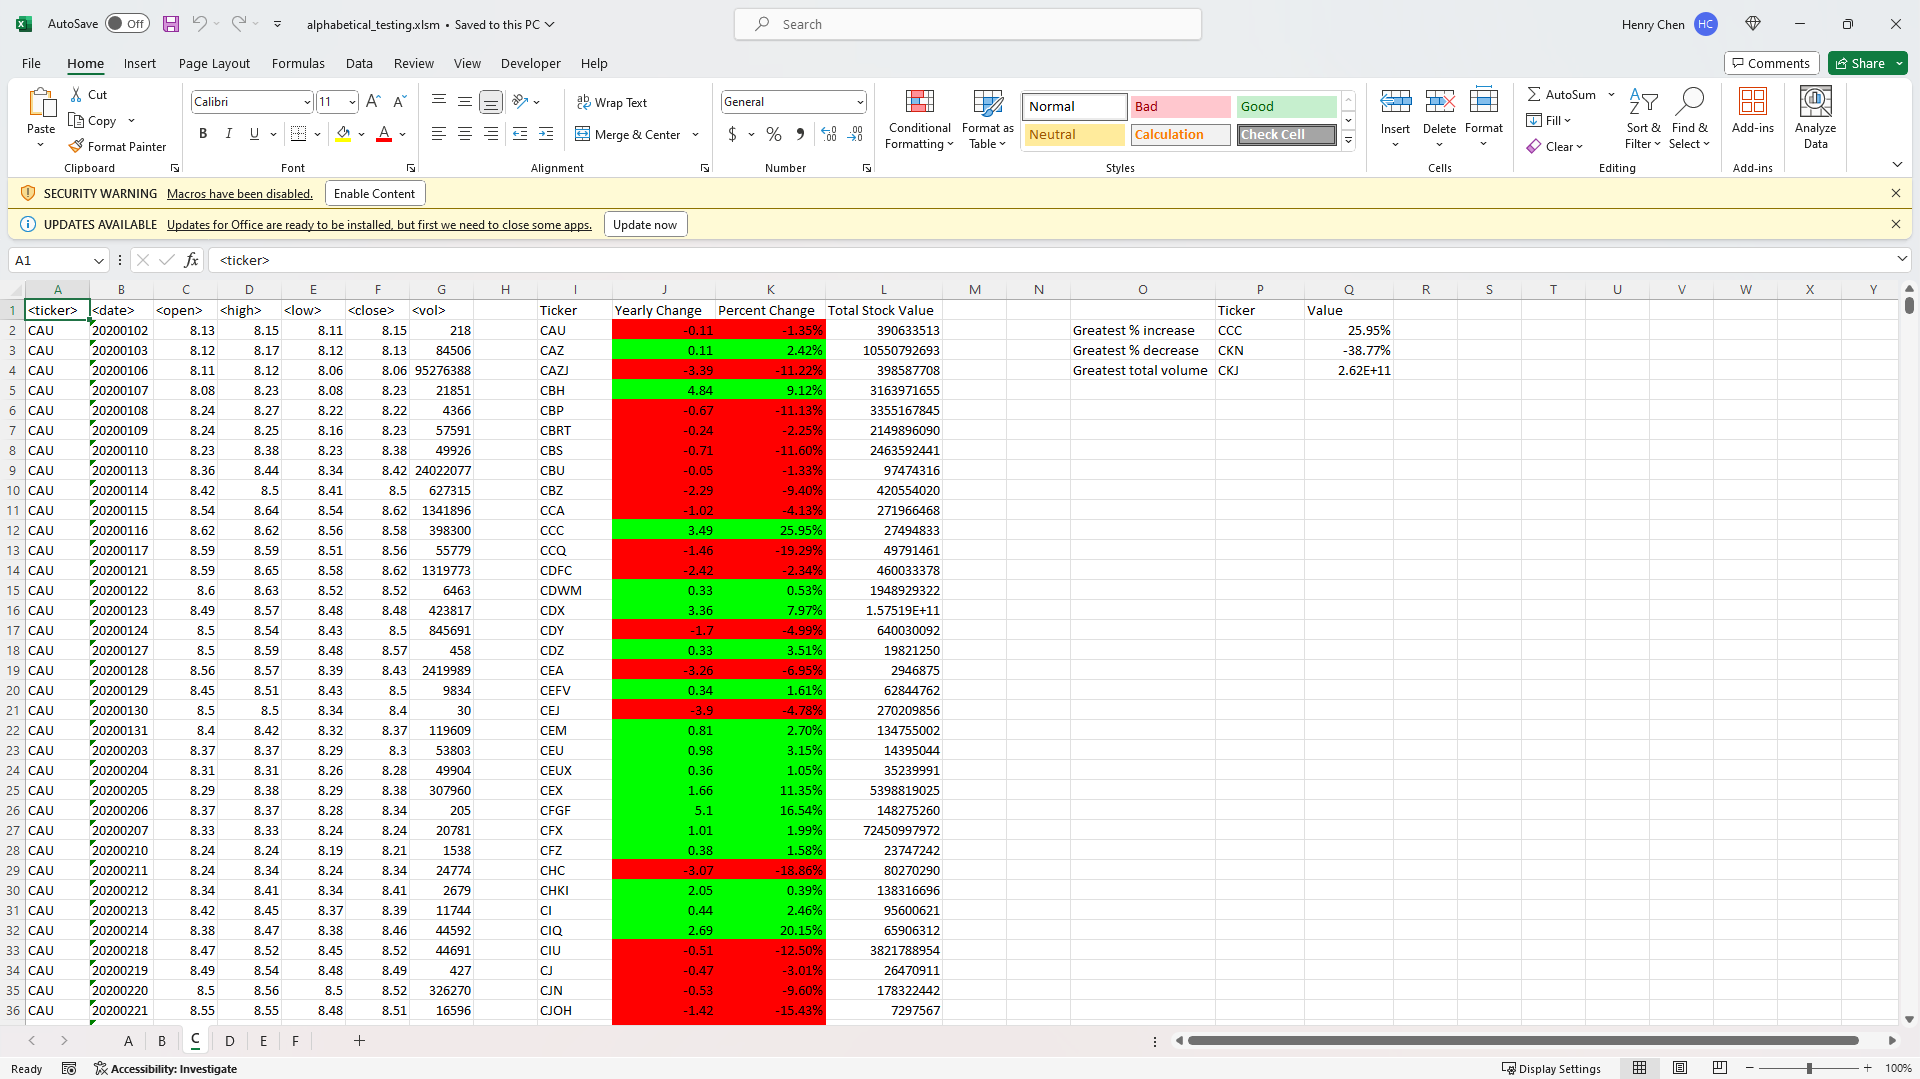 AutoSave Off alphabetical_testing.xlsm • Saved to this PC Search Henry Chen HC
File Home Insert Page Layout Formulas Data Review View Developer Help Comments Share
Paste Cut Copy Format Painter Clipboard
Calibri 11 B I U A Font
Wrap Text Merge & Center Alignment
General $ % Number
Conditional Formatting Format as Table Normal Bad Good Neutral Calculation Check Cell Styles
Insert Delete Format Cells
AutoSum Fill Clear Sort & Filter Find & Select Editing
Add-ins Add-ins Analyze Data
SECURITY WARNING Macros have been disabled. Enable Content
UPDATES AVAILABLE Updates for Office are ready to be installed, but first we need to close some apps. Update now
A1 fx <ticker>
A B C D E F G H I J K L M N O P Q R S T U V W X Y
1 <ticker> <date> <open> <high> <low> <close> <vol> Ticker Yearly Change Percent Change Total Stock Value Ticker Value
2 CAU 20200102 8.13 8.15 8.11 8.15 218 CAU -0.11 -1.35% 390633513 Greatest % increase CCC 25.95%
3 CAU 20200103 8.12 8.17 8.12 8.13 84506 CAZ 0.11 2.42% 10550792693 Greatest % decrease CKN -38.77%
4 CAU 20200106 8.11 8.12 8.06 8.06 95276388 CAZJ -3.39 -11.22% 398587708 Greatest total volume CKJ 2.62E+11
5 CAU 20200107 8.08 8.23 8.08 8.23 21851 CBH 4.84 9.12% 3163971655
6 CAU 20200108 8.24 8.27 8.22 8.22 4366 CBP -0.67 -11.13% 3355167845
7 CAU 20200109 8.24 8.25 8.16 8.23 57591 CBRT -0.24 -2.25% 2149896090
8 CAU 20200110 8.23 8.38 8.23 8.38 49926 CBS -0.71 -11.60% 2463592441
9 CAU 20200113 8.36 8.44 8.34 8.42 24022077 CBU -0.05 -1.33% 97474316
10 CAU 20200114 8.42 8.5 8.41 8.5 627315 CBZ -2.29 -9.40% 420554020
11 CAU 20200115 8.54 8.64 8.54 8.62 1341896 CCA -1.02 -4.13% 271966468
12 CAU 20200116 8.62 8.62 8.56 8.58 398300 CCC 3.49 25.95% 27494833
13 CAU 20200117 8.59 8.59 8.51 8.56 55779 CCQ -1.46 -19.29% 49791461
14 CAU 20200121 8.59 8.65 8.58 8.62 1319773 CDFC -2.42 -2.34% 460033378
15 CAU 20200122 8.6 8.63 8.52 8.52 6463 CDWM 0.33 0.53% 1948929322
16 CAU 20200123 8.49 8.57 8.48 8.48 423817 CDX 3.36 7.97% 1.57519E+11
17 CAU 20200124 8.5 8.54 8.43 8.5 845691 CDY -1.7 -4.99% 640030092
18 CAU 20200127 8.5 8.59 8.48 8.57 458 CDZ 0.33 3.51% 19821250
19 CAU 20200128 8.56 8.57 8.39 8.43 2419989 CEA -3.26 -6.95% 2946875
20 CAU 20200129 8.45 8.51 8.43 8.5 9834 CEFV 0.34 1.61% 62844762
21 CAU 20200130 8.5 8.5 8.34 8.4 30 CEJ -3.9 -4.78% 270209856
22 CAU 20200131 8.4 8.42 8.32 8.37 119609 CEM 0.81 2.70% 134755002
23 CAU 20200203 8.37 8.37 8.29 8.3 53803 CEU 0.98 3.15% 14395044
24 CAU 20200204 8.31 8.31 8.26 8.28 49904 CEUX 0.36 1.05% 35239991
25 CAU 20200205 8.29 8.38 8.29 8.38 307960 CEX 1.66 11.35% 5398819025
26 CAU 20200206 8.37 8.37 8.28 8.34 205 CFGF 5.1 16.54% 148275260
27 CAU 20200207 8.33 8.33 8.24 8.24 20781 CFX 1.01 1.99% 72450997972
28 CAU 20200210 8.24 8.24 8.19 8.21 1538 CFZ 0.38 1.58% 23747242
29 CAU 20200211 8.24 8.34 8.24 8.34 24774 CHC -3.07 -18.86% 80270290
30 CAU 20200212 8.34 8.41 8.34 8.41 2679 CHKI 2.05 0.39% 138316696
31 CAU 20200213 8.42 8.45 8.37 8.39 11744 CI 0.44 2.46% 95600621
32 CAU 20200214 8.38 8.47 8.38 8.46 44592 CIQ 2.69 20.15% 65906312
33 CAU 20200218 8.47 8.52 8.45 8.52 44691 CIU -0.51 -12.50% 3821788954
34 CAU 20200219 8.49 8.54 8.48 8.49 427 CJ -0.47 -3.01% 26470911
35 CAU 20200220 8.5 8.56 8.5 8.52 326270 CJN -0.53 -9.60% 178322442
36 CAU 20200221 8.55 8.55 8.48 8.51 16596 CJOH -1.42 -15.43% 7297567
A B C D E F
Ready Accessibility: Investigate Display Settings 100%